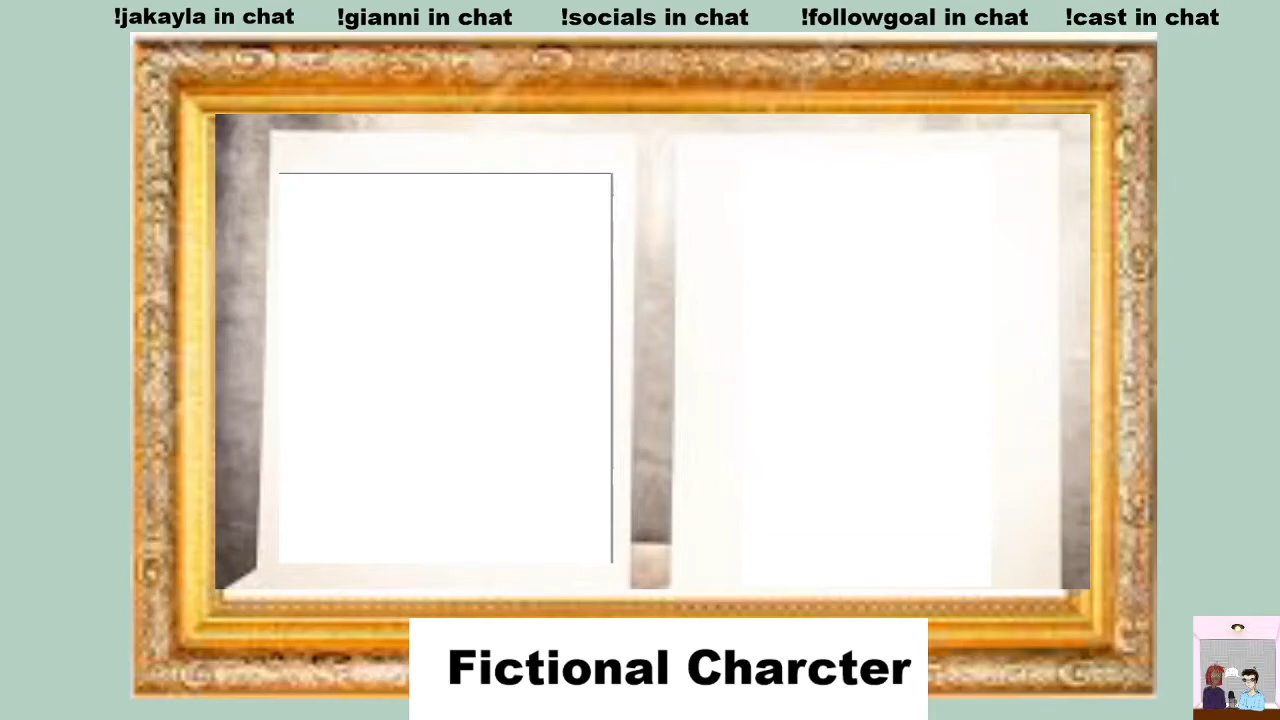 !jakayla in chat !gianni in chat !socials in chat !followgoal in chat !cast in chat
Fictional Charcter